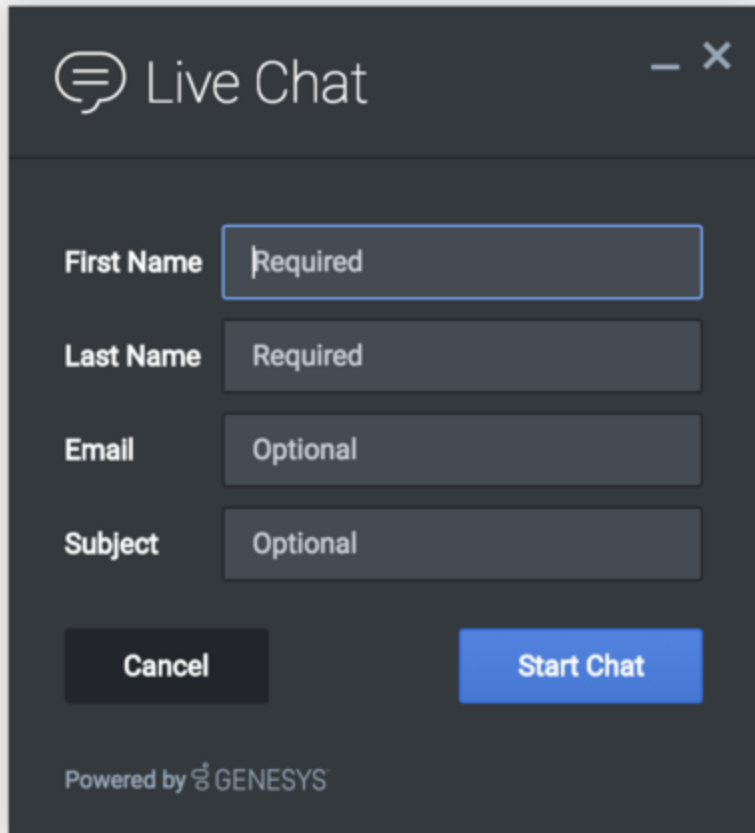 Live Chat
First Name Required
Last Name Required
Email Optional
Subject Optional
Cancel Start Chat
Powered by GENESYS